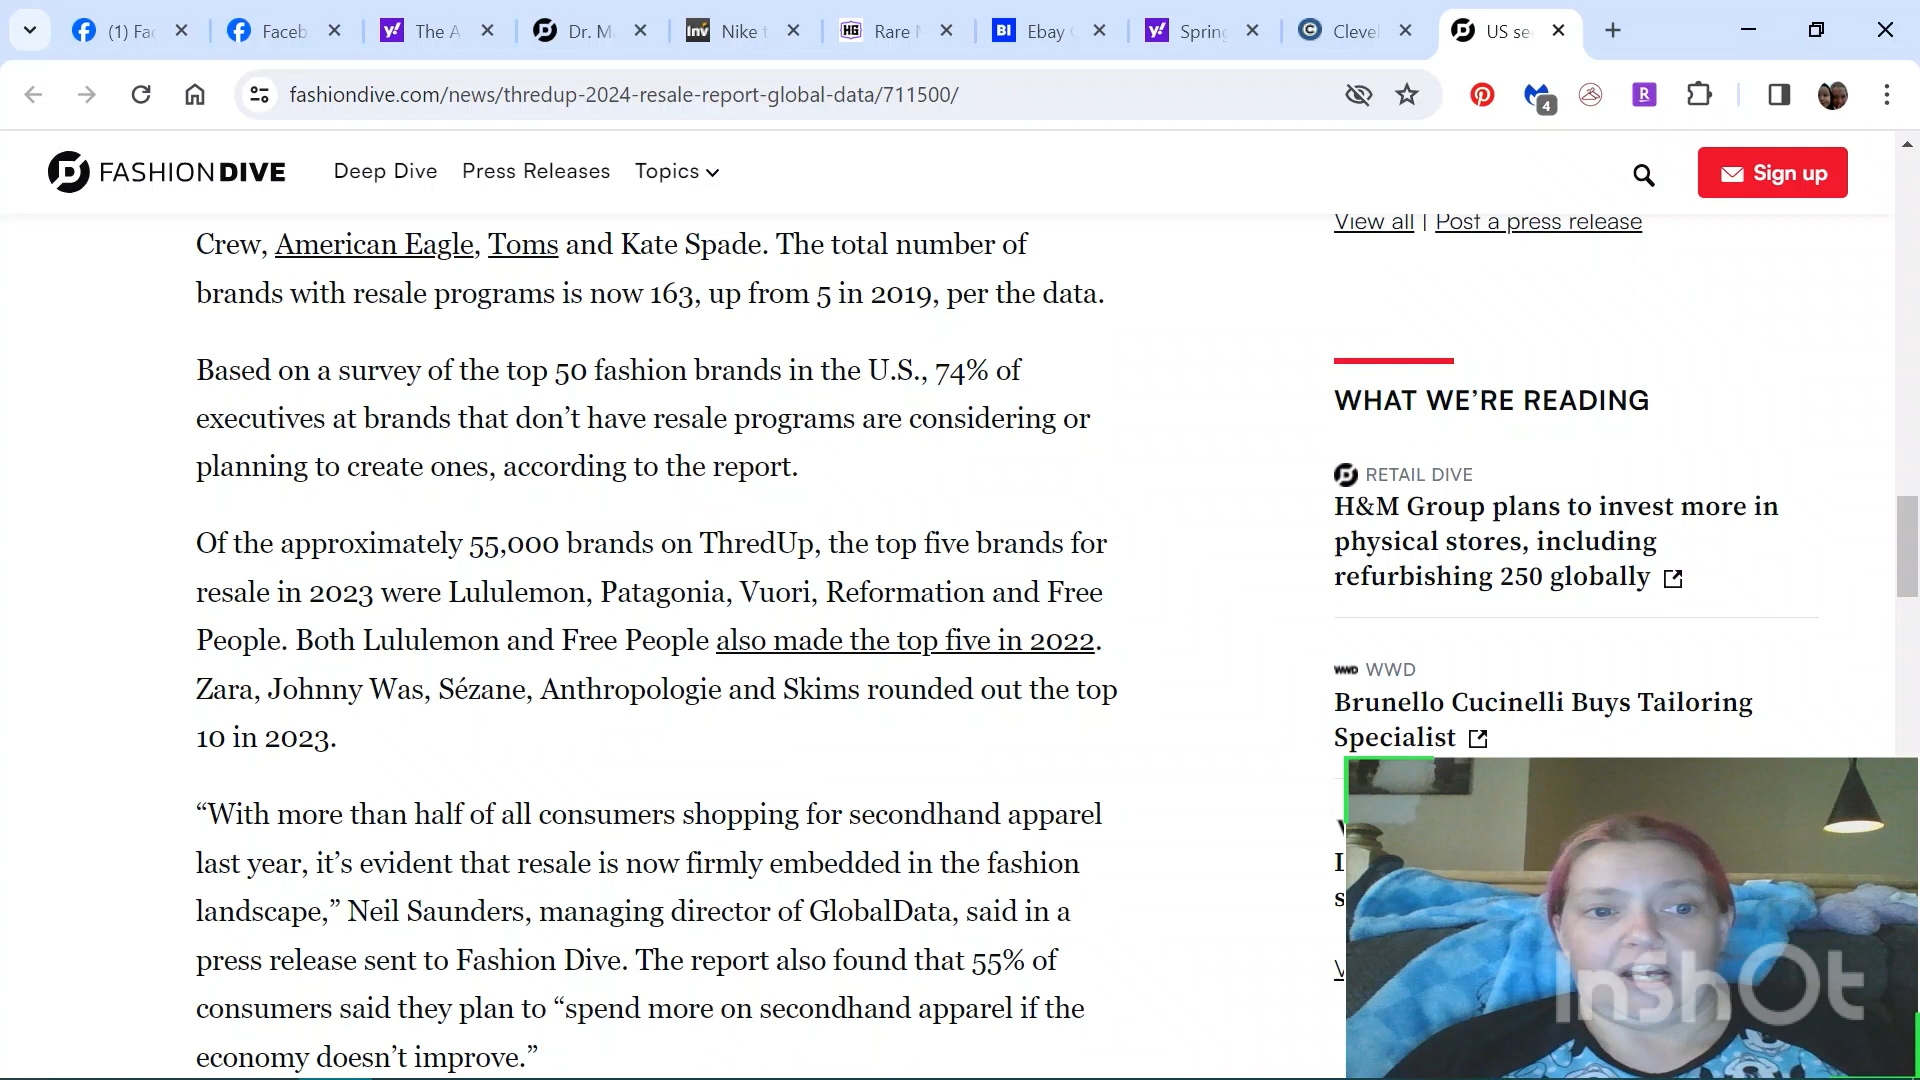 (1) Fac
Faceb
The A
Dr. M
Inv Nike t
HG Rare
BI Ebay
Spring
Clevel
US se
fashiondive.com/news/thredup-2024-resale-report-global-data/711500/
4
R
FASHIONDIVE
Deep Dive
Press Releases
Topics
Sign up
Crew, American Eagle, Toms and Kate Spade. The total number of
brands with resale programs is now 163, up from 5 in 2019, per the data.
Based on a survey of the top 50 fashion brands in the U.S., 74% of
executives at brands that don’t have resale programs are considering or
planning to create ones, according to the report.
Of the approximately 55,000 brands on ThredUp, the top five brands for
resale in 2023 were Lululemon, Patagonia, Vuori, Reformation and Free
People. Both Lululemon and Free People also made the top five in 2022.
Zara, Johnny Was, Sézane, Anthropologie and Skims rounded out the top
10 in 2023.
“With more than half of all consumers shopping for secondhand apparel
last year, it’s evident that resale is now firmly embedded in the fashion
landscape,” Neil Saunders, managing director of GlobalData, said in a
press release sent to Fashion Dive. The report also found that 55% of
consumers said they plan to “spend more on secondhand apparel if the
economy doesn’t improve.”
View all | Post a press release
WHAT WE’RE READING
RETAIL DIVE
H&M Group plans to invest more in
physical stores, including
refurbishing 250 globally
WWD WWD
Brunello Cucinelli Buys Tailoring
Specialist
InShOt